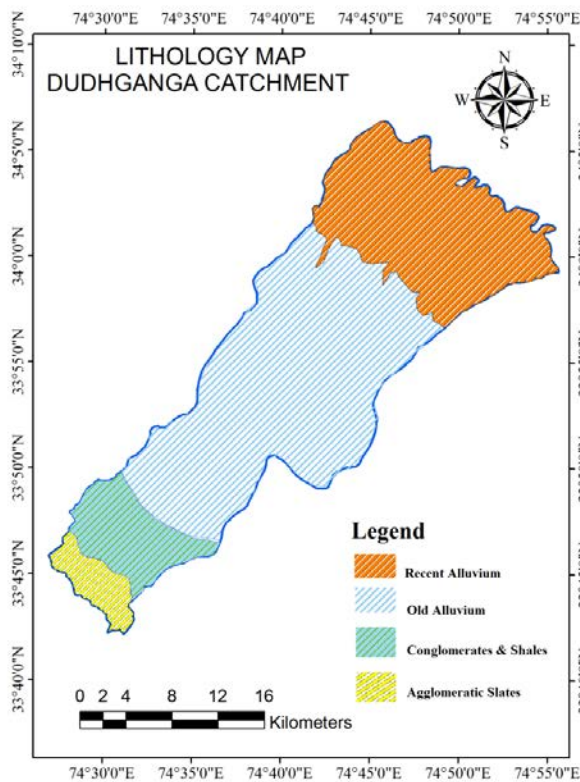 74°30'0"E 74°35'0"E 74°40'0"E 74°45'0"E 74°50'0"E 74°55'0"E
LITHOLOGY MAP
DUDHGANGA CATCHMENT
N
W E
S
34°10'0"N
34°5'0"N
34°0'0"N
33°55'0"N
33°50'0"N
33°45'0"N
33°40'0"N
Legend
Recent Alluvium
Old Alluvium
Conglomerates & Shales
Agglomeratic Slates
0 2 4 8 12 16
Kilometers
74°30'0"E 74°35'0"E 74°40'0"E 74°45'0"E 74°50'0"E 74°55'0"E